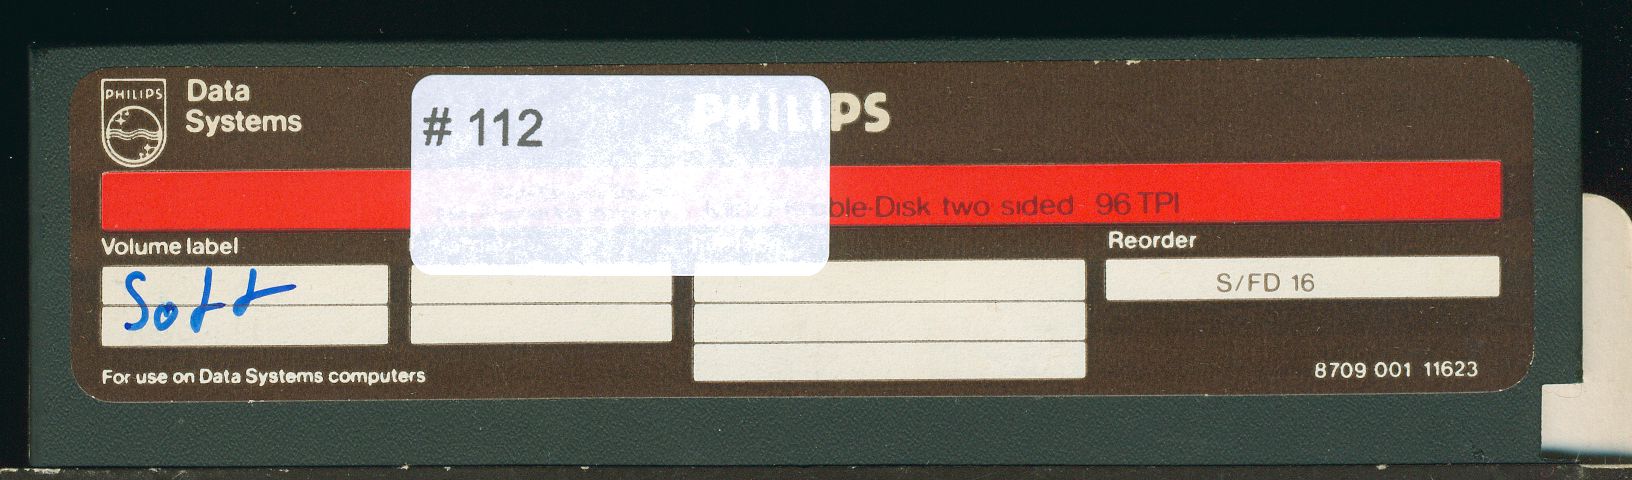 PHILIPS
Data
Systems
# 112
PHILIPS
ble-Disk two sided 96 TPI
Volume label
Reorder
Soft
S/FD 16
For use on Data Systems computers
8709 001 11623